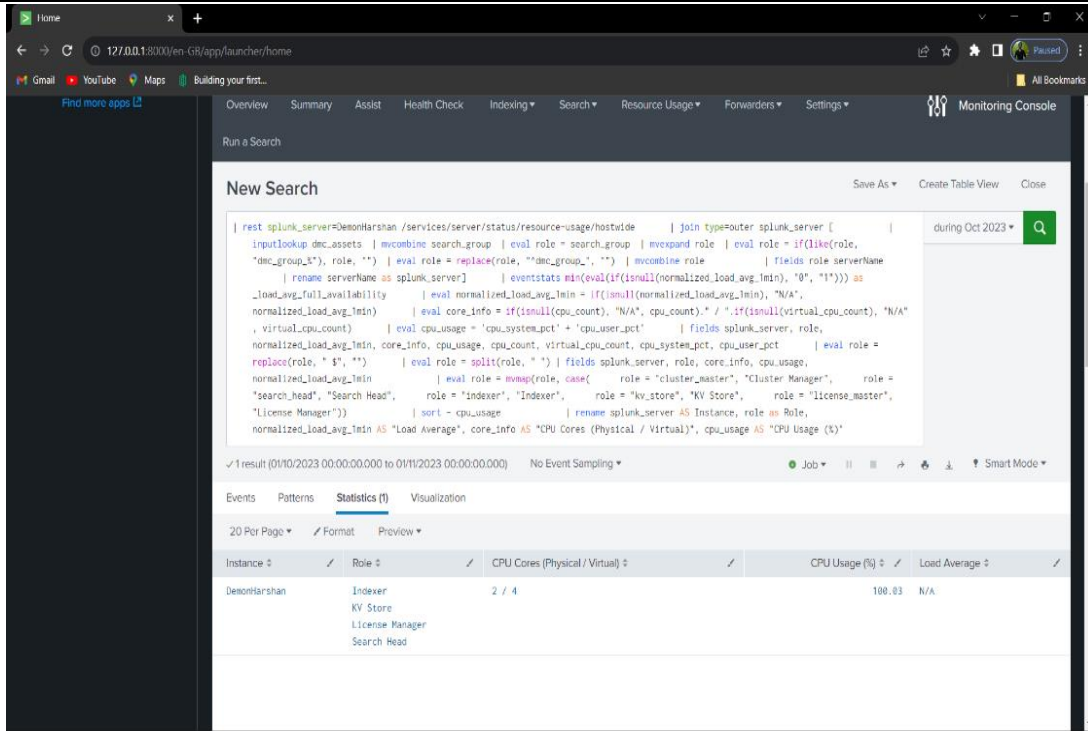 Home
127.0.0.1:8000/en-GB/app/launcher/home
Paused
Gmail YouTube Maps Building your first...
All Bookmarks
Find more apps
Overview Summary Assist Health Check Indexing Search Resource Usage Forwarders Settings Monitoring Console
Run a Search
New Search
Save As Create Table View Close
| rest splunk_server=DemonHarshan /services/server/status/resource-usage/hostwide | join type=outer splunk_server [ |
inputlookup dmc_assets | mvcombine search_group | eval role = search_group | mvexpand role | eval role = if(like(role,
"dmc_group_%"), role, "") | eval role = replace(role, "^dmc_group_", "") | mvcombine role | fields role serverName
| rename serverName as splunk_server] | eventstats min(eval(if(isnull(normalized_load_avg_1min), "0", "1"))) as
_load_avg_full_availability | eval normalized_load_avg_1min = if(isnull(normalized_load_avg_1min), "N/A",
normalized_load_avg_1min) | eval core_info = if(isnull(cpu_count), "N/A", cpu_count)." / ".if(isnull(virtual_cpu_count), "N/A"
, virtual_cpu_count) | eval cpu_usage = 'cpu_system_pct' + 'cpu_user_pct' | fields splunk_server, role,
normalized_load_avg_1min, core_info, cpu_usage, cpu_count, virtual_cpu_count, cpu_system_pct, cpu_user_pct | eval role =
replace(role, " $", "") | eval role = split(role, " ") | fields splunk_server, role, core_info, cpu_usage,
normalized_load_avg_1min | eval role = mvmap(role, case( role = "cluster_master", "Cluster Manager", role =
"search_head", "Search Head", role = "indexer", "Indexer", role = "kv_store", "KV Store", role = "license_master",
"License Manager")) | sort - cpu_usage | rename splunk_server AS Instance, role as Role,
normalized_load_avg_1min AS "Load Average", core_info AS "CPU Cores (Physical / Virtual)", cpu_usage AS "CPU Usage (%)"
during Oct 2023
1 result (01/10/2023 00:00:00.000 to 01/11/2023 00:00:00.000) No Event Sampling Job Smart Mode
Events Patterns Statistics (1) Visualization
20 Per Page Format Preview
Instance Role CPU Cores (Physical / Virtual) CPU Usage (%) Load Average
DemonHarshan Indexer 2 / 4 100.03 N/A
KV Store
License Manager
Search Head